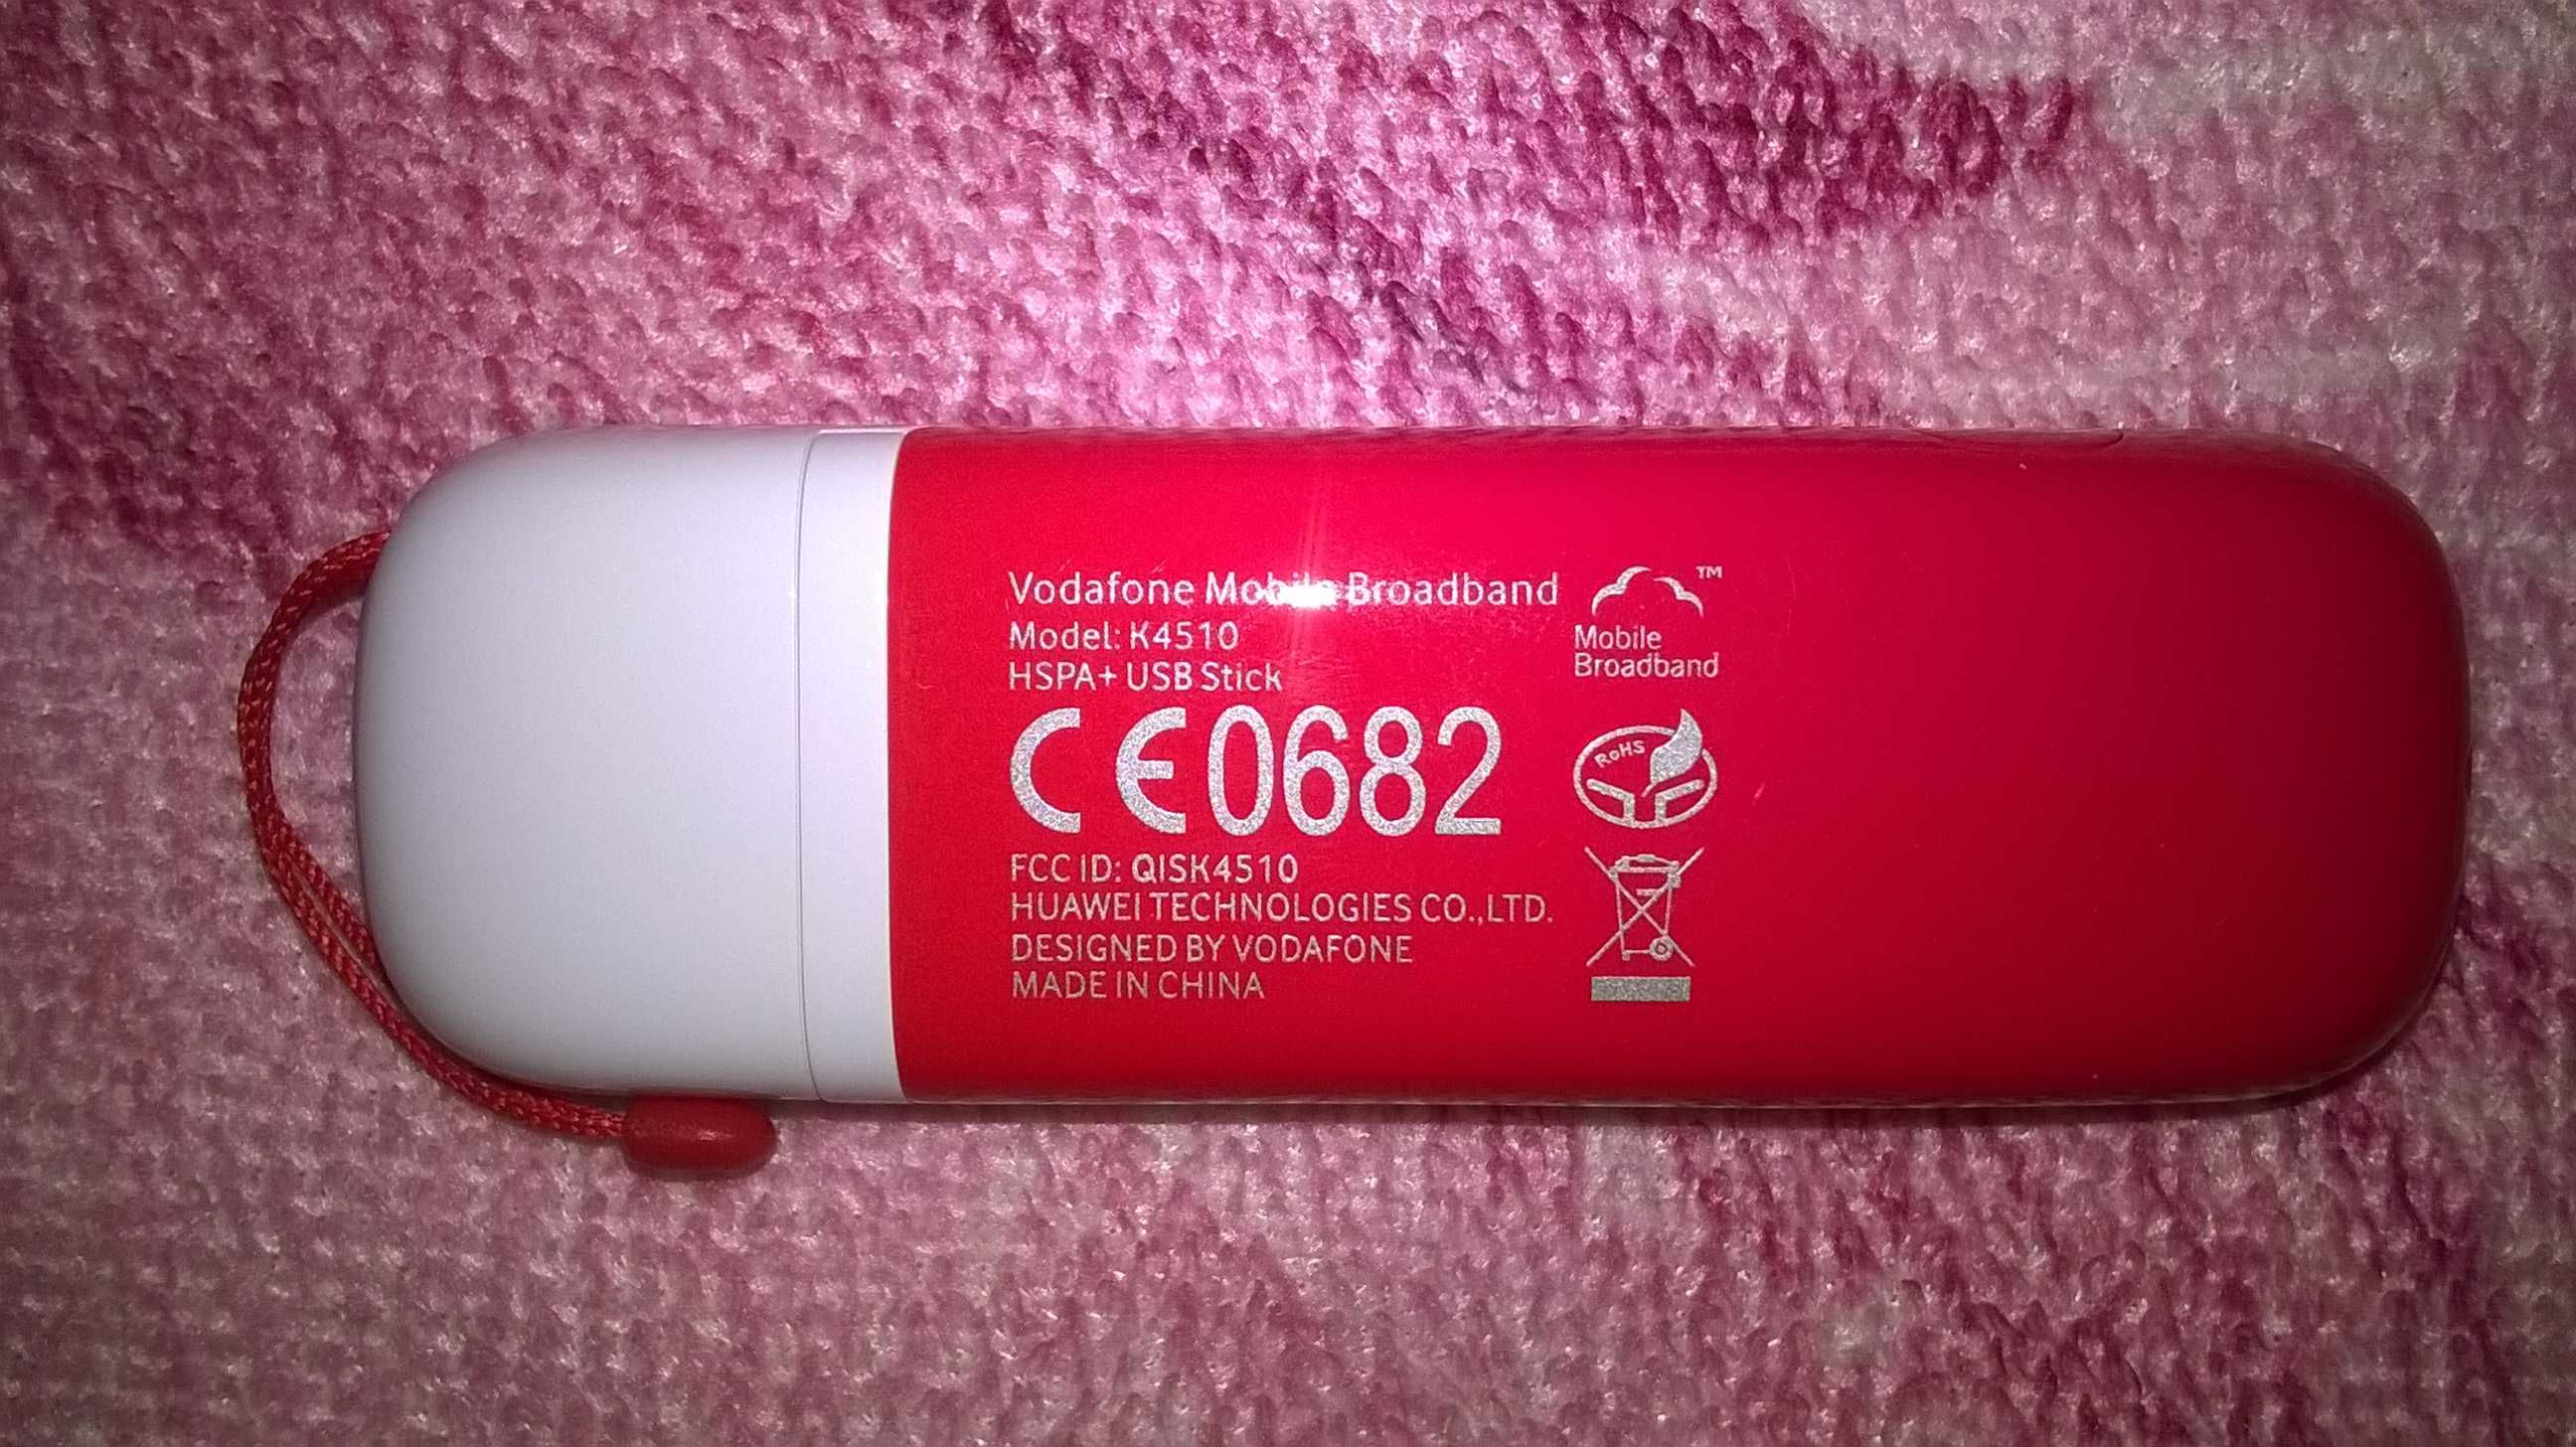 Vodafone Mobile Broadband
Model: K4510
HSPA+ USB Stick
CE0682
FCC ID: QISK4510
HUAWEI TECHNOLOGIES CO.,LTD.
DESIGNED BY VODAFONE
MADE IN CHINA
TM
Mobile
Broadband
RoHS